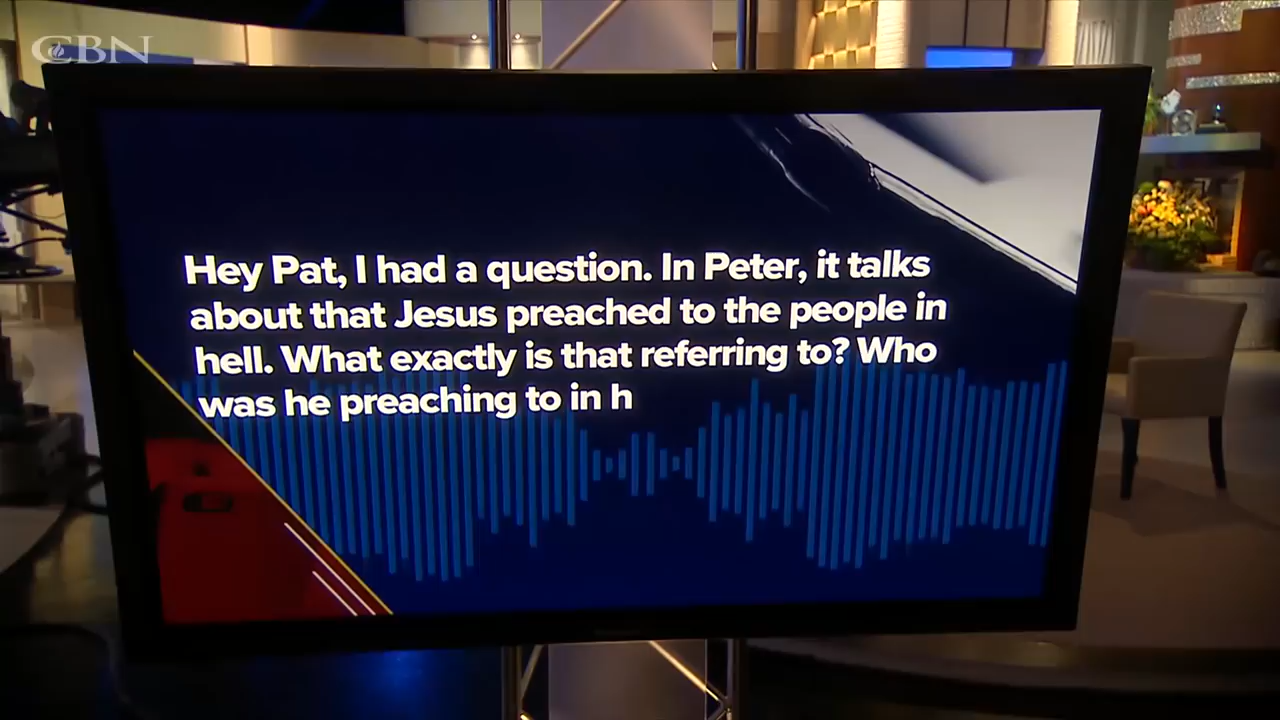 CBN
Hey Pat, I had a question. In Peter, it talks
about that Jesus preached to the people in
hell. What exactly is that referring to? Who
was he preaching to in h